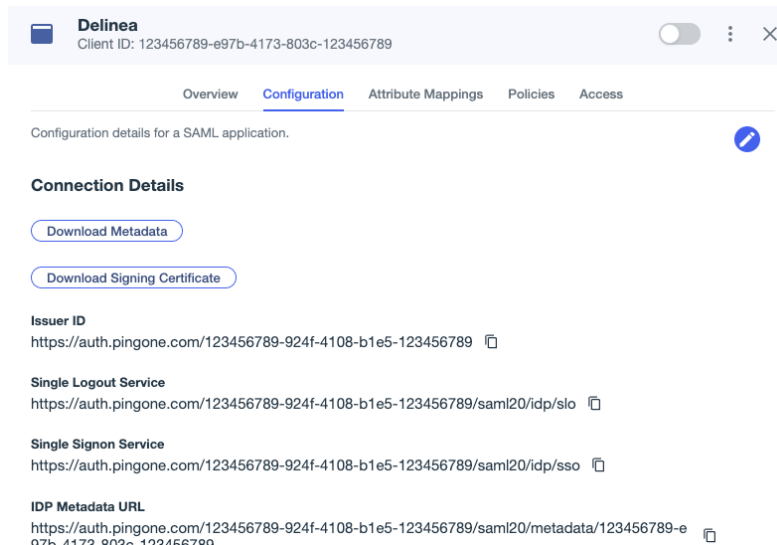 Delinea
Client ID: 123456789-e97b-4173-803c-123456789
Overview Configuration Attribute Mappings Policies Access
Configuration details for a SAML application.
Connection Details
Download Metadata
Download Signing Certificate
Issuer ID
https://auth.pingone.com/123456789-924f-4108-b1e5-123456789
Single Logout Service
https://auth.pingone.com/123456789-924f-4108-b1e5-123456789/saml20/idp/slo
Single Signon Service
https://auth.pingone.com/123456789-924f-4108-b1e5-123456789/saml20/idp/sso
IDP Metadata URL
https://auth.pingone.com/123456789-924f-4108-b1e5-123456789/saml20/metadata/123456789-e
97b-4173-803c-123456789